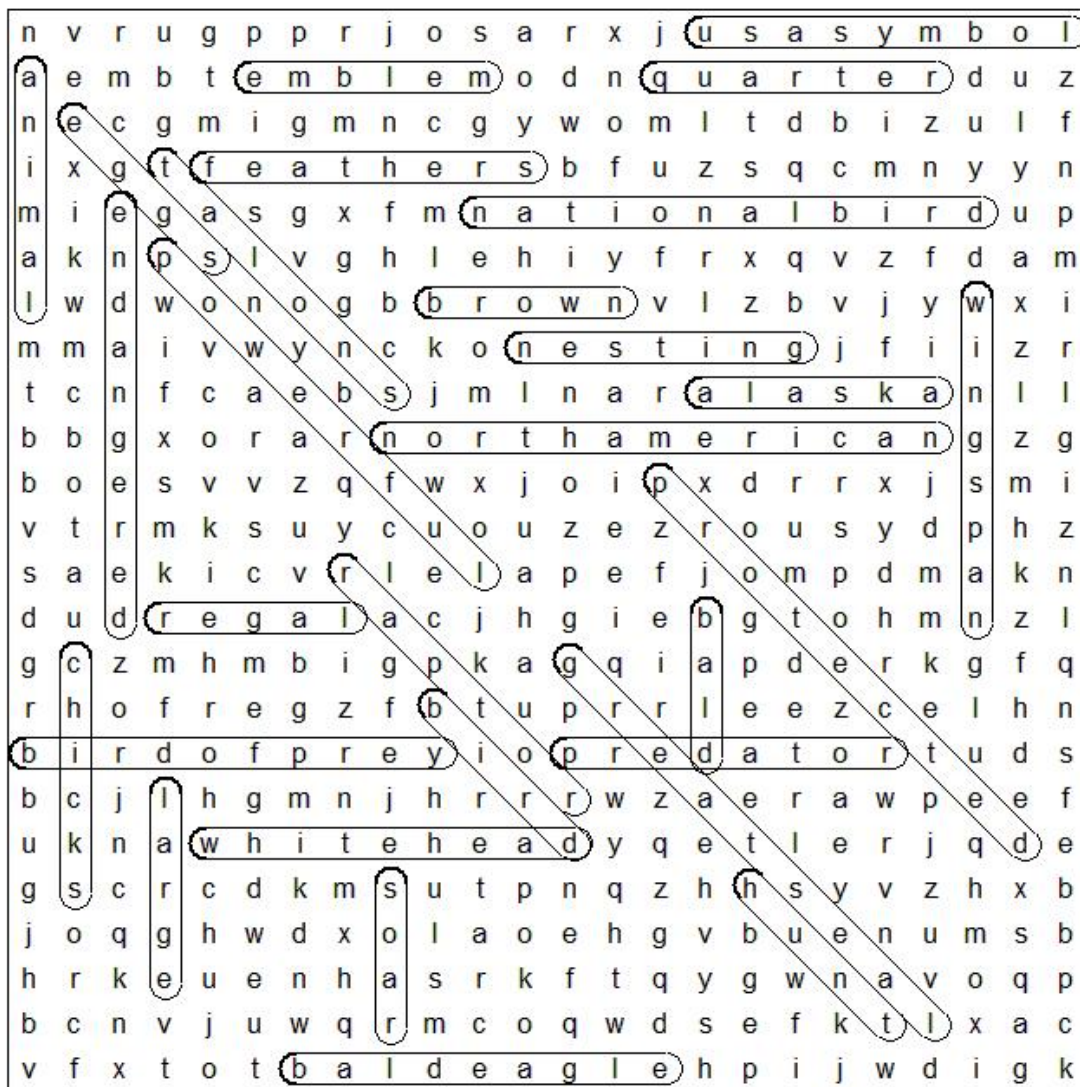 n v r u g p p r j o s a r x j u s a s y m b o l
a e m b t e m b l e m o d n q u a r t e r d u z
n e c g m i g m n c g y w o m l t d b i z u l f
i x g t f e a t h e r s b f u z s q c m n y y n
m i e g a s g x f m n a t i o n a l b i r d u p
a k n p s l v g h l e h i y f r x q v z f d a m
l w d w o n o g b b r o w n v l z b v j y w x i
m m a i v w y n c k o n e s t i n g j f i i z r
t c n f c a e b s j m l n a r a l a s k a n l l
b b g x o r a r n o r t h a m e r i c a n g z g
b o e s v v z q f w x j o i p x d r r x j s m i
v t r m k s u y c u o u z e z r o u s y d p h z
s a e k i c v r l e l a p e f j o m p d m a k n
d u d r e g a l a c j h g i e b g t o h m n z l
g c z m h m b i g p k a g q i a p d e r k g f q
r h o f r e g z f b t u p r r l e e z c e l h n
b i r d o f p r e y i o p r e d a t o r t u d s
b c j l h g m n j h r r r w z a e r a w p e e f
u k n a w h i t e h e a d y q e t l e r j q d e
g s c r c d k m s u t p n q z h h s y v z h x b
j o q g h w d x o l a o e h g v b u e n u m s b
h r k e u e n h a s r k f t q y g w n a v o q p
b c n v j u w q r m c o q w d s e f k t l x a c
v f x t o t b a l d e a g l e h p i j w d i g k